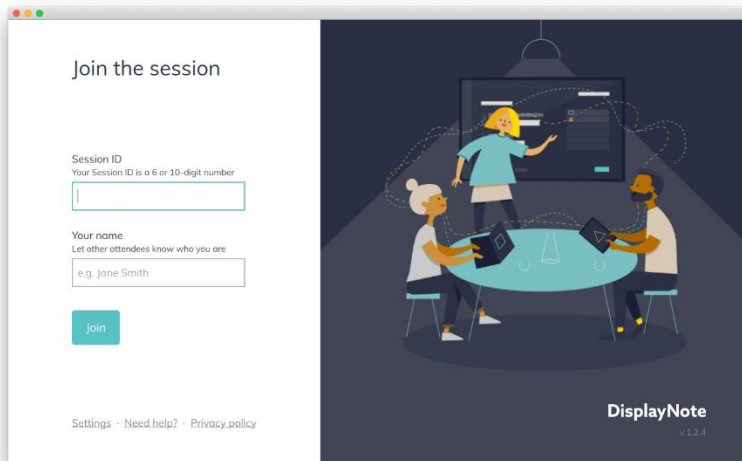 Join the session
Session ID
Your Session ID is a 6 or 10-digit number
Your name
Let other attendees know who you are
e.g. Jane Smith
Join
Settings · Need help? · Privacy policy
DisplayNote
v 1.2.4